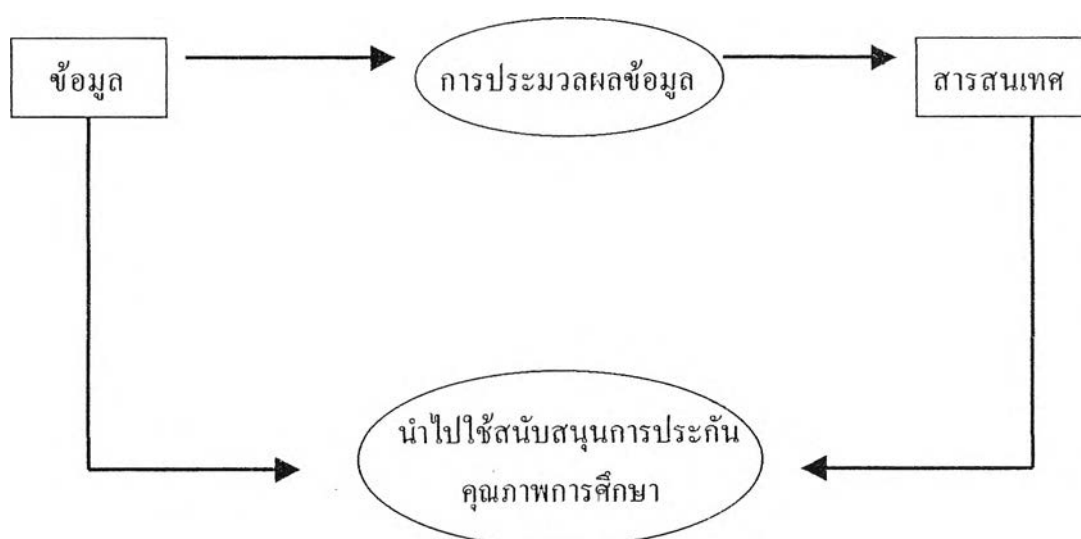 ข้อมูล
การประมวลผลข้อมูล
สารสนเทศ
นำไปใช้สนับสนุนการประกัน
คุณภาพการศึกษา